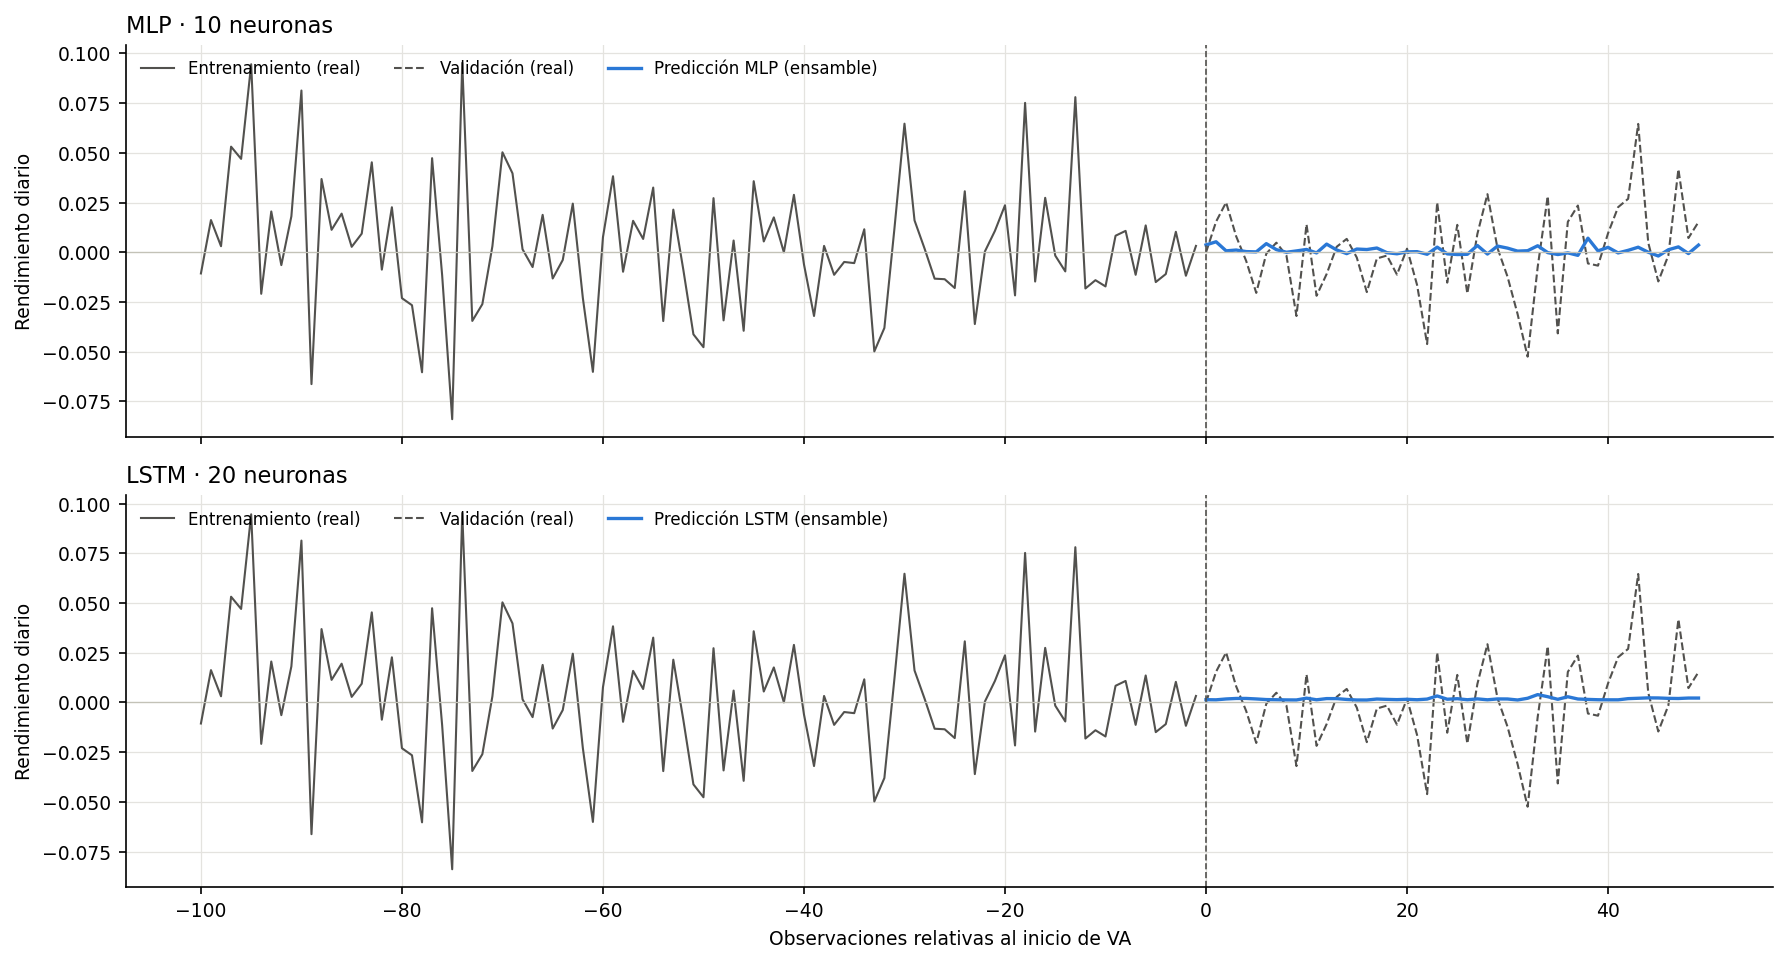 MLP · 10 neuronas
Entrenamiento (real)
Validación (real)
Predicción MLP (ensamble)
Rendimiento diario
0.100
0.075
0.050
0.025
0.000
−0.025
−0.050
−0.075
LSTM · 20 neuronas
Entrenamiento (real)
Validación (real)
Predicción LSTM (ensamble)
Rendimiento diario
0.100
0.075
0.050
0.025
0.000
−0.025
−0.050
−0.075
−100
−80
−60
−40
−20
0
20
40
Observaciones relativas al inicio de VA